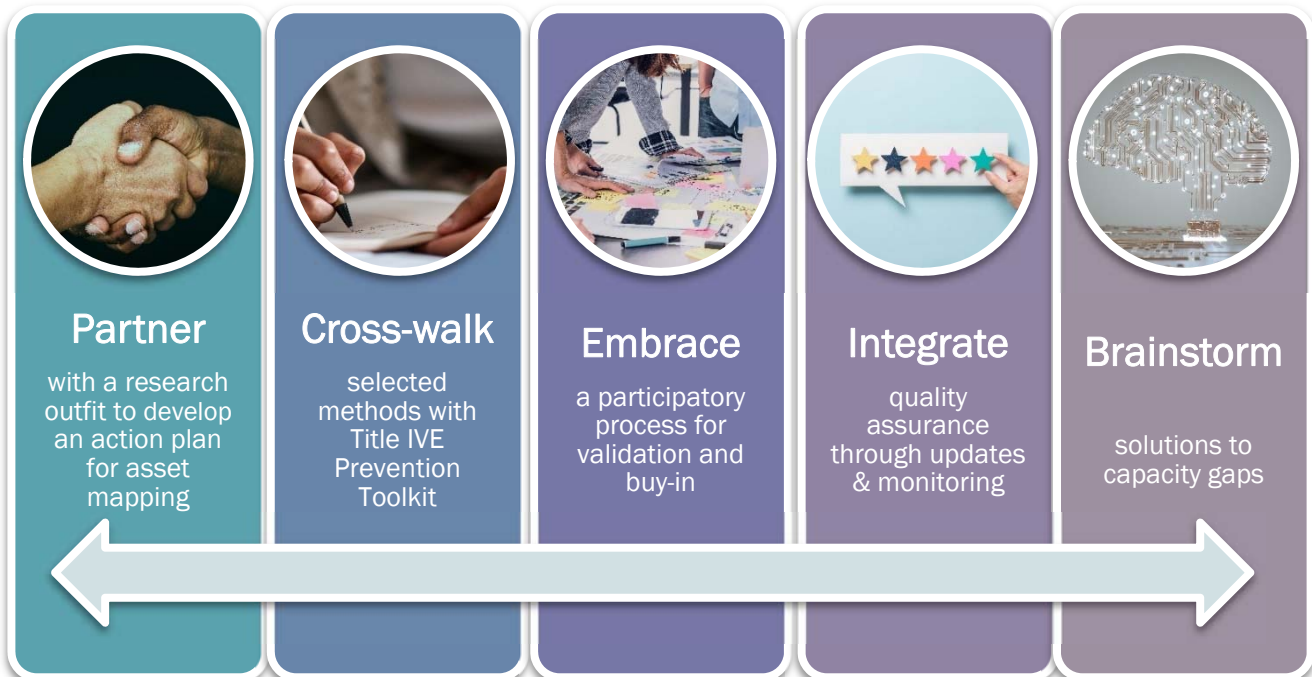 Partner
with a research
outfit to develop
an action plan
for asset
mapping
Cross-walk
selected
methods with
Title IVE
Prevention
Toolkit
Embrace
a participatory
process for
validation and
buy-in
Integrate
quality
assurance
through updates
& monitoring
Brainstorm
solutions to
capacity gaps